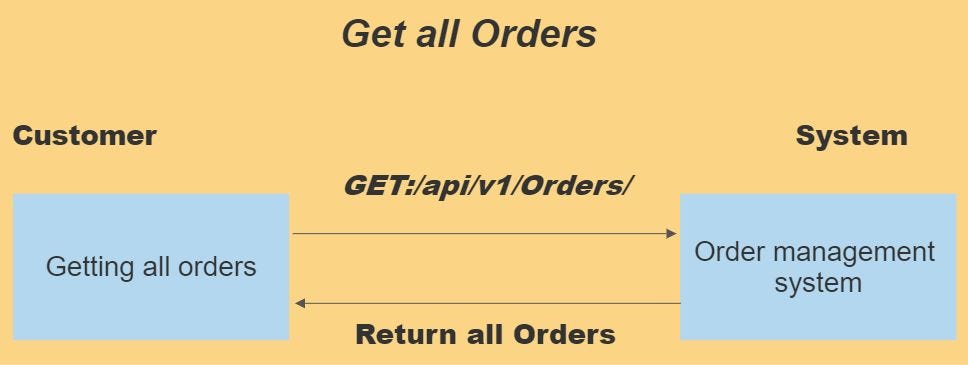 Get all Orders
Customer
System
GET:/api/v1/Orders/
Getting all orders
Order management
system
Return all Orders